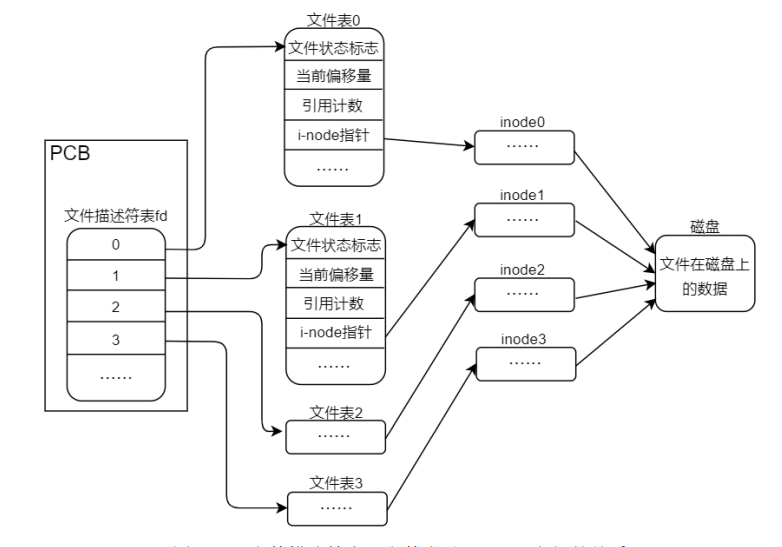 PCB
文件描述符表fd
0
1
2
3
……
文件表0
文件状态标志
当前偏移量
引用计数
i-node指针
……
文件表1
文件状态标志
当前偏移量
引用计数
i-node指针
……
文件表2
……
文件表3
……
inode0
……
inode1
……
inode2
……
inode3
……
磁盘
文件在磁盘上
的数据